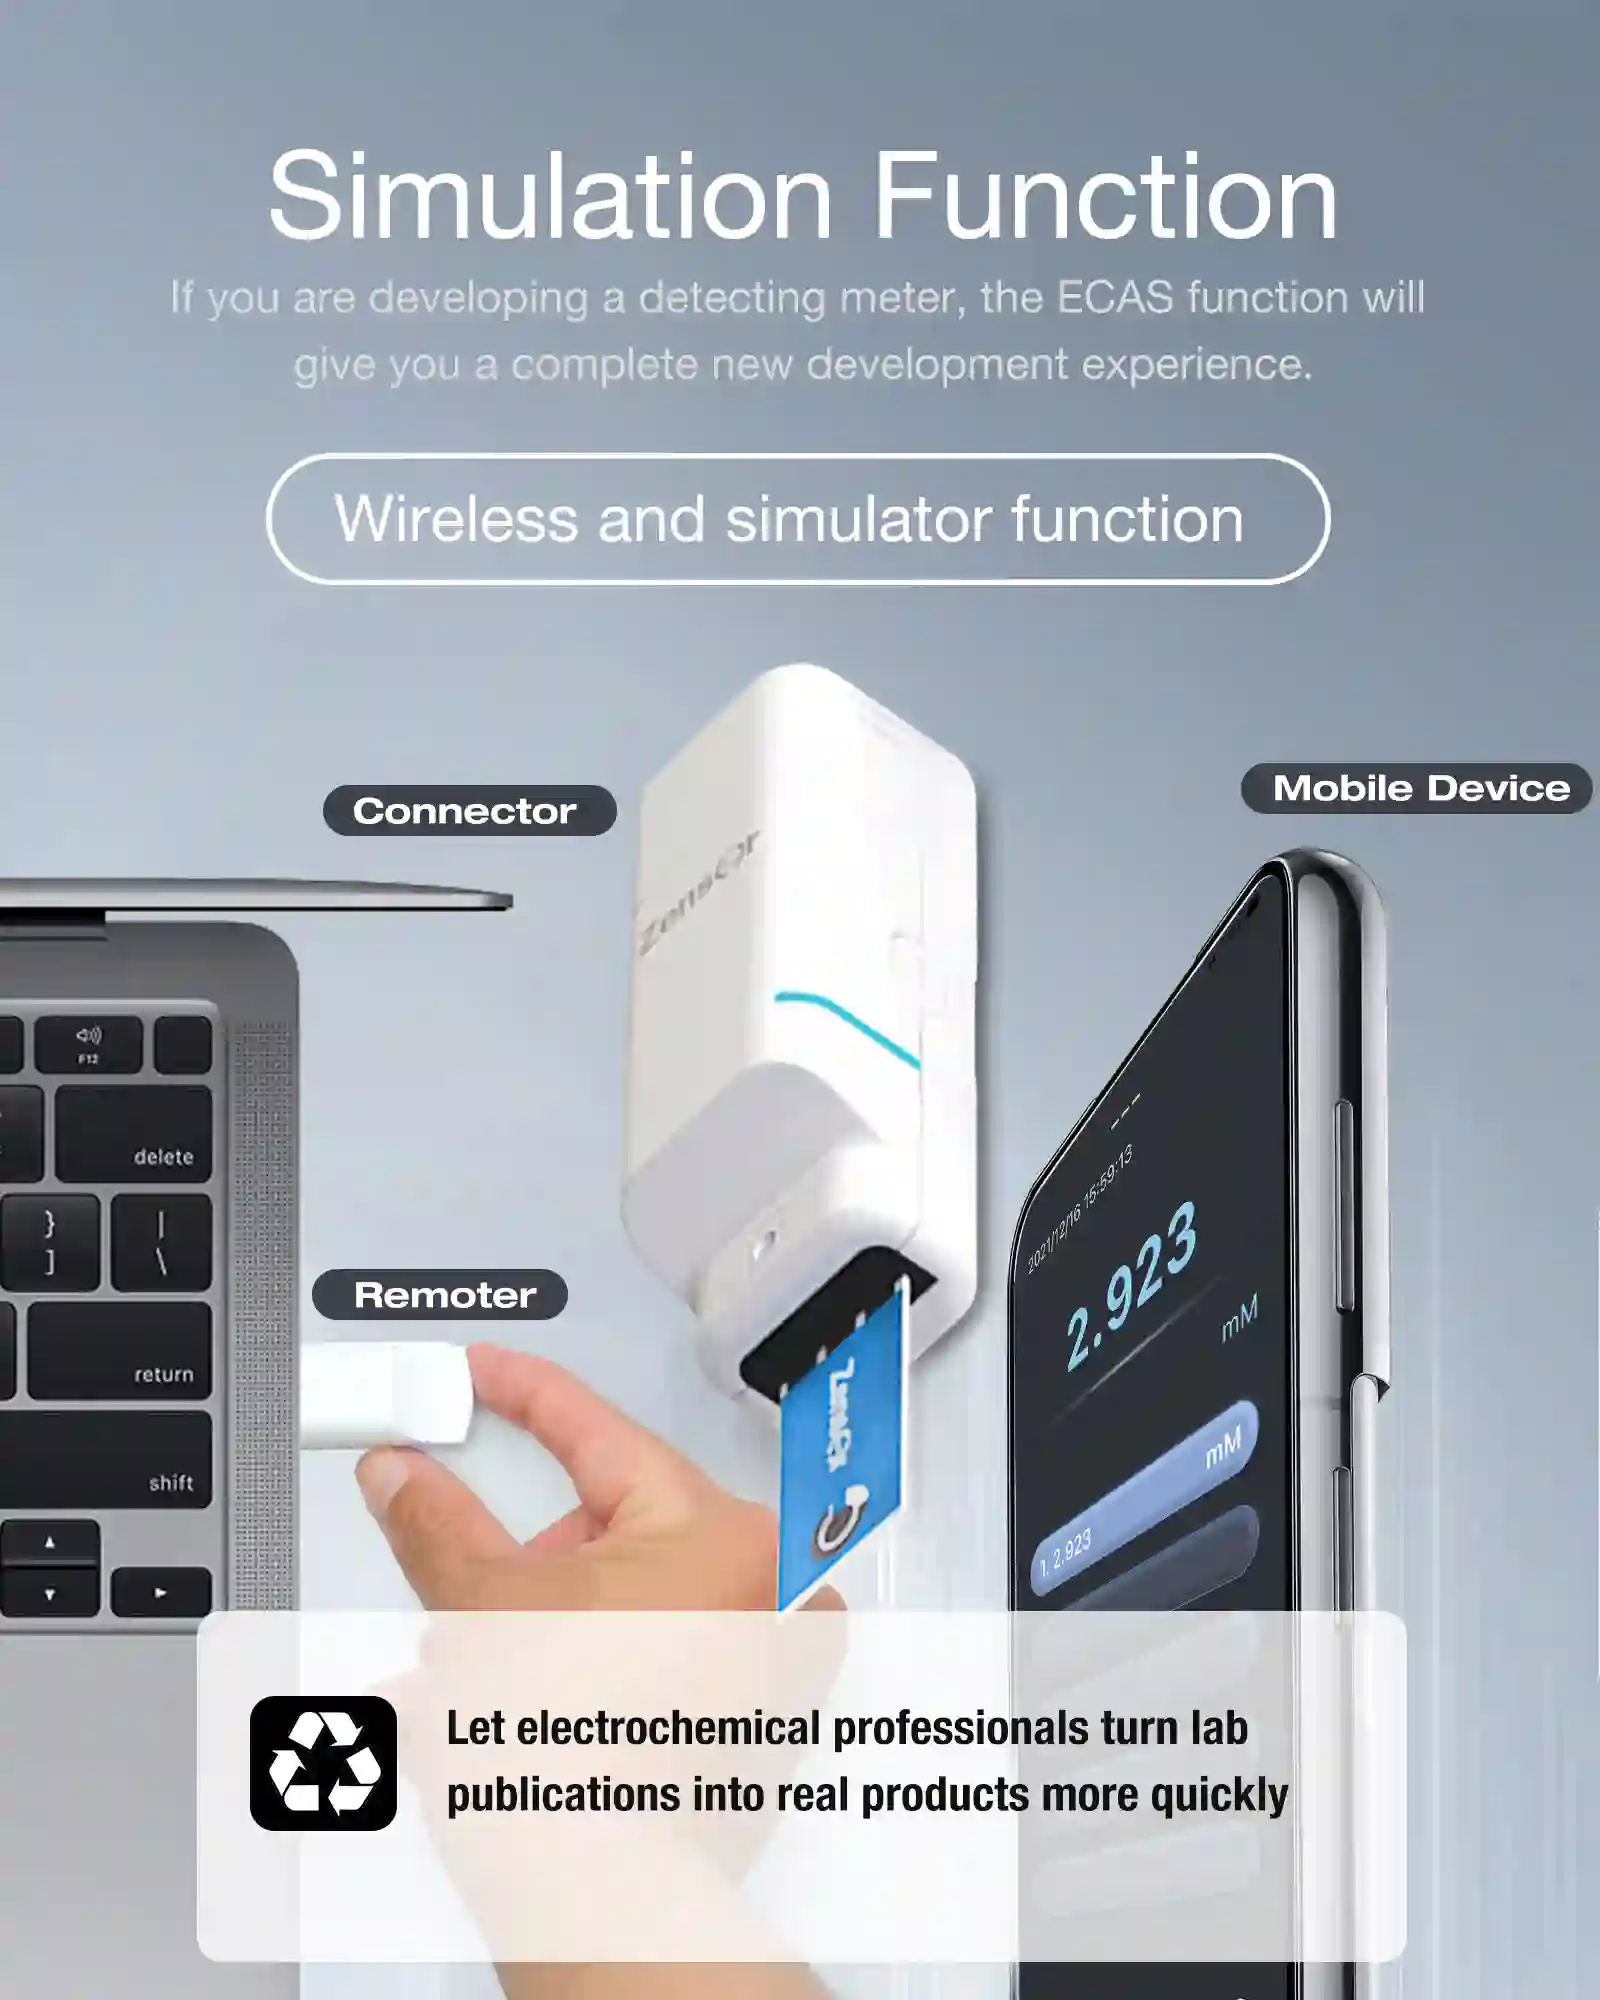 Simulation Function
If you are developing a detecting meter, the ECAS function will
give you a complete new development experience.
Wireless and simulator function
Connector
Mobile Device
Zensor
F12
delete
}
]
|
\
return
shift
Remoter
2021/12/16 15:59:13
2.923
mM
mM
1. 2.923
Let electrochemical professionals turn lab
publications into real products more quickly